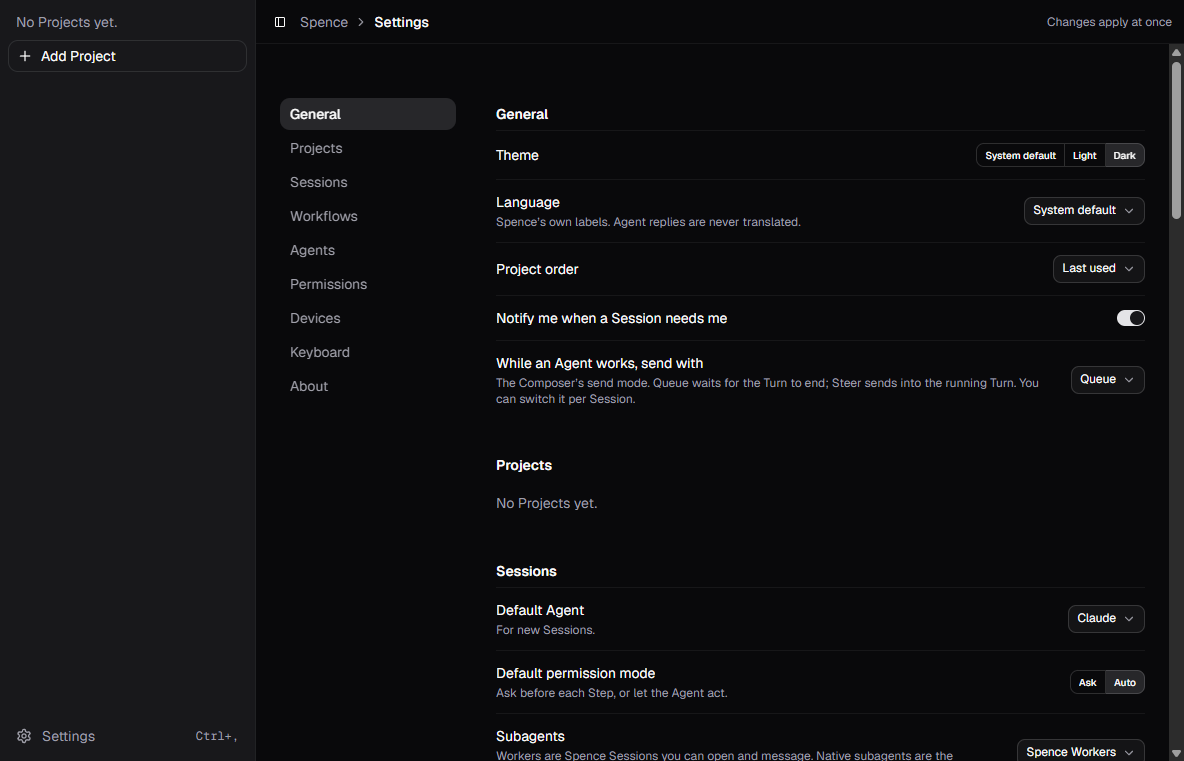 No Projects yet.
Add Project
Spence > Settings
Changes apply at once
General
Projects
Sessions
Workflows
Agents
Permissions
Devices
Keyboard
About
General
Theme
System default Light Dark
Language
Spence's own labels. Agent replies are never translated.
System default
Project order
Last used
Notify me when a Session needs me
While an Agent works, send with
The Composer's send mode. Queue waits for the Turn to end; Steer sends into the running Turn. You
can switch it per Session.
Queue
Projects
No Projects yet.
Sessions
Default Agent
For new Sessions.
Claude
Default permission mode
Ask before each Step, or let the Agent act.
Ask Auto
Subagents
Workers are Spence Sessions you can open and message. Native subagents are the
Spence Workers
Settings Ctrl+,